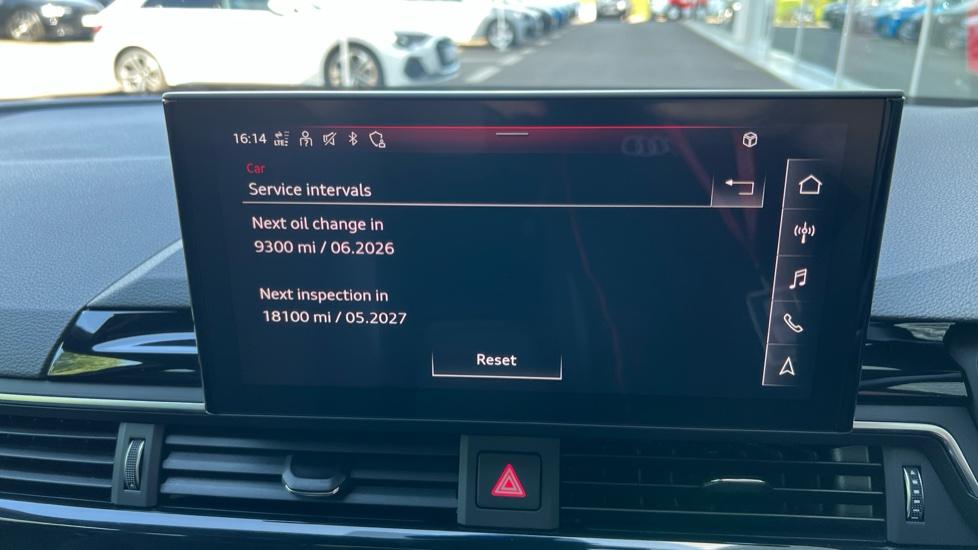 16:14 LTE
Car
Service intervals
Next oil change in
9300 mi / 06.2026
Next inspection in
18100 mi / 05.2027
Reset